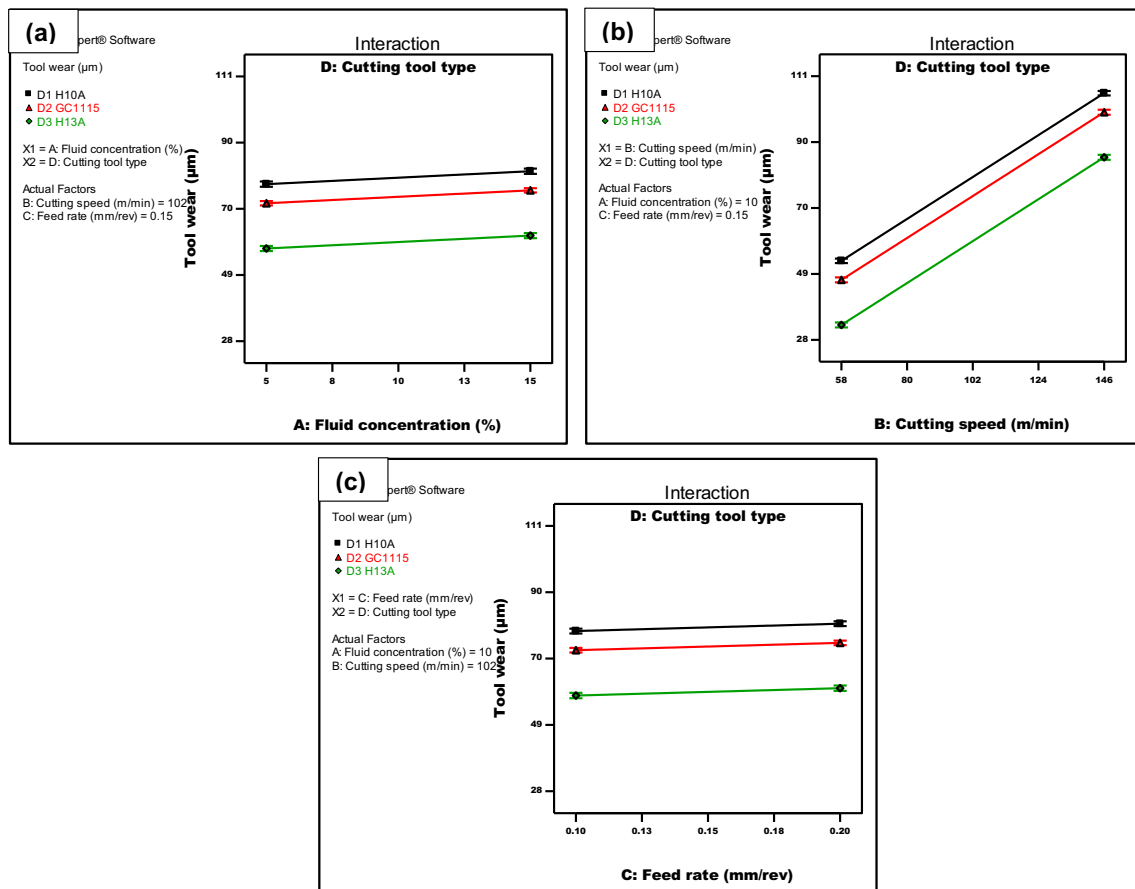 (a)
pert® Software
Tool wear (µm)
D1 H10A
D2 GC1115
D3 H13A
X1 = A: Fluid concentration (%)
X2 = D: Cutting tool type
Actual Factors
B: Cutting speed (m/min) = 102
C: Feed rate (mm/rev) = 0.15
Interaction
D: Cutting tool type
Tool wear (µm)
111
90
70
49
28
5
8
10
13
15
A: Fluid concentration (%)
(b)
pert® Software
Tool wear (µm)
D1 H10A
D2 GC1115
D3 H13A
X1 = B: Cutting speed (m/min)
X2 = D: Cutting tool type
Actual Factors
A: Fluid concentration (%) = 10
C: Feed rate (mm/rev) = 0.15
Interaction
D: Cutting tool type
Tool wear (µm)
111
90
70
49
28
58
80
102
124
146
B: Cutting speed (m/min)
(c)
pert® Software
Tool wear (µm)
D1 H10A
D2 GC1115
D3 H13A
X1 = C: Feed rate (mm/rev)
X2 = D: Cutting tool type
Actual Factors
A: Fluid concentration (%) = 10
B: Cutting speed (m/min) = 102
Interaction
D: Cutting tool type
Tool wear (µm)
111
90
70
49
28
0.10
0.13
0.15
0.18
0.20
C: Feed rate (mm/rev)